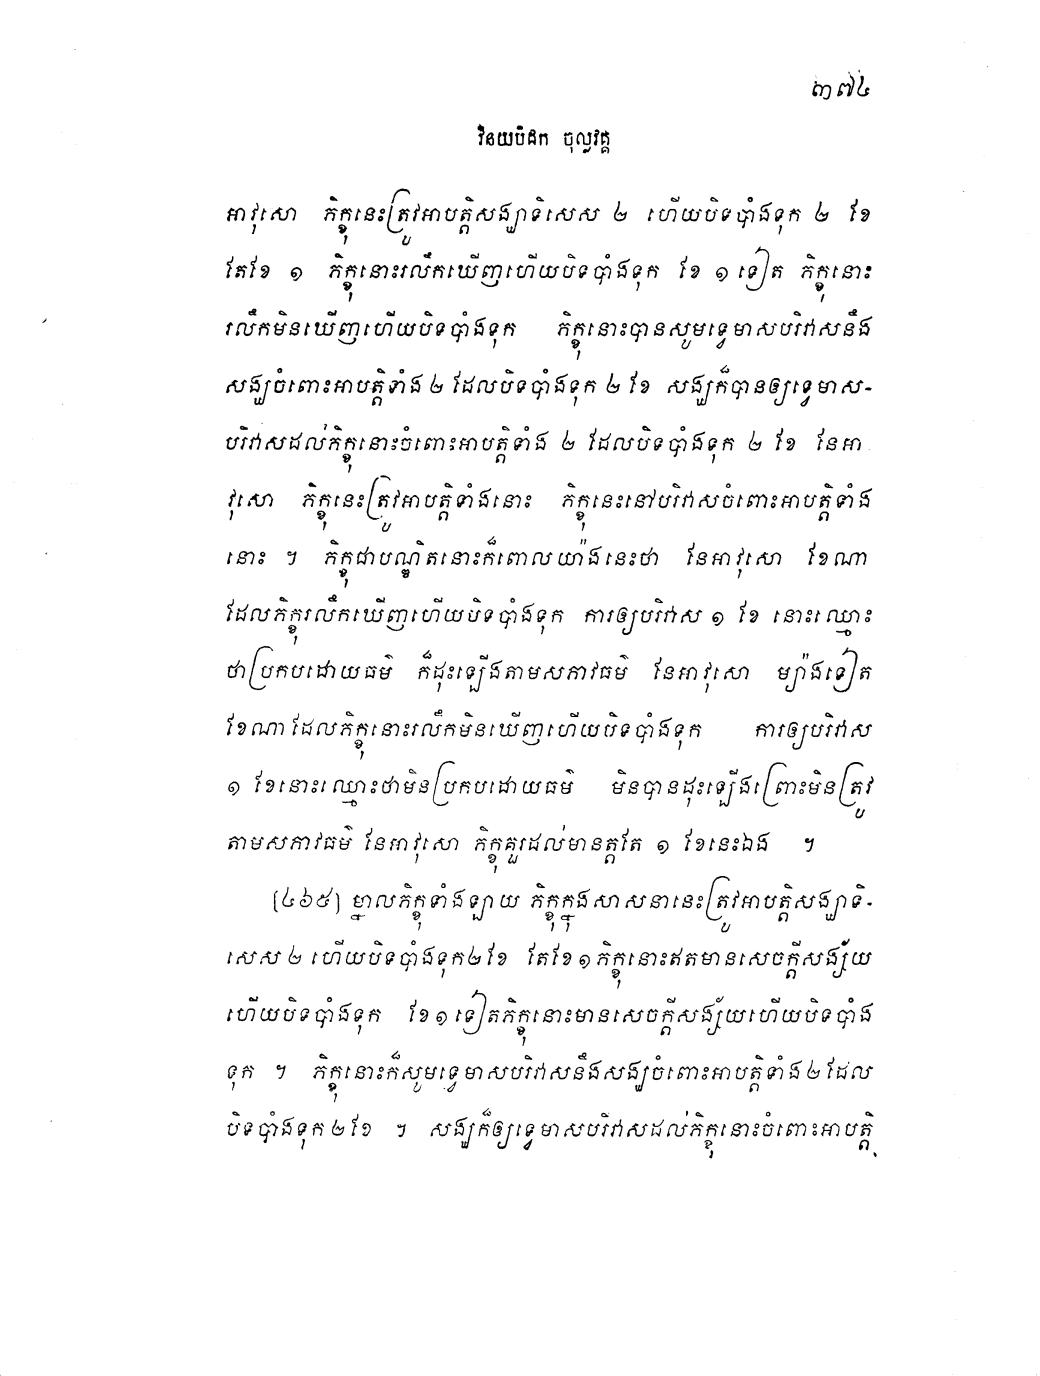 ៣៧៤
វិនយបិដក ចុល្លវគ្គ
អាវុសោ ភិក្ខុនេះត្រូវអាបត្តិសង្ឃាទិសេស ២ ហើយបិទបាំងទុក ២ ខែ
តែខែ ១ ភិក្ខុនោះរលឹកឃើញហើយបិទបាំងទុក ខែ ១ ទៀត ភិក្ខុនោះ
រលឹកមិនឃើញហើយបិទបាំងទុក ភិក្ខុនោះបានសូមទ្វេមាសបរិវាសនឹង
សង្ឃចំពោះអាបត្តិទាំង ២ ដែលបិទបាំងទុក ២ ខែ សង្ឃក៏បានឲ្យទ្វេមាស-
បរិវាសដល់ភិក្ខុនោះចំពោះអាបត្តិទាំង ២ ដែលបិទបាំងទុក ២ ខែ នែអា
វុសោ ភិក្ខុនេះត្រូវអាបត្តិទាំងនោះ ភិក្ខុនេះនៅបរិវាសចំពោះអាបត្តិទាំង
នោះ ។ ភិក្ខុជាបណ្ឌិតនោះក៏ពោលយ៉ាងនេះថា នែអាវុសោ ខែណា
ដែលភិក្ខុរលឹកឃើញហើយបិទបាំងទុក ការឲ្យបរិវាស ១ ខែ នោះឈ្មោះ
ថាប្រកបដោយធម៌ ក៏ដុះឡើងតាមសភាវធម៌ នែអាវុសោ ម្យ៉ាងទៀត
ខែណា ដែលភិក្ខុនោះរលឹកមិនឃើញហើយបិទបាំងទុក ការឲ្យបរិវាស
១ ខែនោះឈ្មោះថាមិនប្រកបដោយធម៌ មិនបានដុះឡើងព្រោះមិនត្រូវ
តាមសភាវធម៌ នែអាវុសោ ភិក្ខុគួរដល់មានត្តតែ ១ ខែនេះឯង ។
[៤៦៥] ម្នាលភិក្ខុទាំងឡាយ ភិក្ខុក្នុងសាសនានេះត្រូវអាបត្តិសង្ឃាទិ-
សេស ២ ហើយបិទបាំងទុក២ខែ តែខែ១ភិក្ខុនោះឥតមានសេចក្តីសង្ស័យ
ហើយបិទបាំងទុក ខែ១ទៀតភិក្ខុនោះមានសេចក្តីសង្ស័យហើយបិទបាំង
ទុក ។ ភិក្ខុនោះក៏សូមទ្វេមាសបរិវាសនឹងសង្ឃចំពោះអាបត្តិទាំង២ដែល
បិទបាំងទុក២ខែ ។ សង្ឃក៏ឲ្យទ្វេមាសបរិវាសដល់ភិក្ខុនោះចំពោះអាបត្តិ